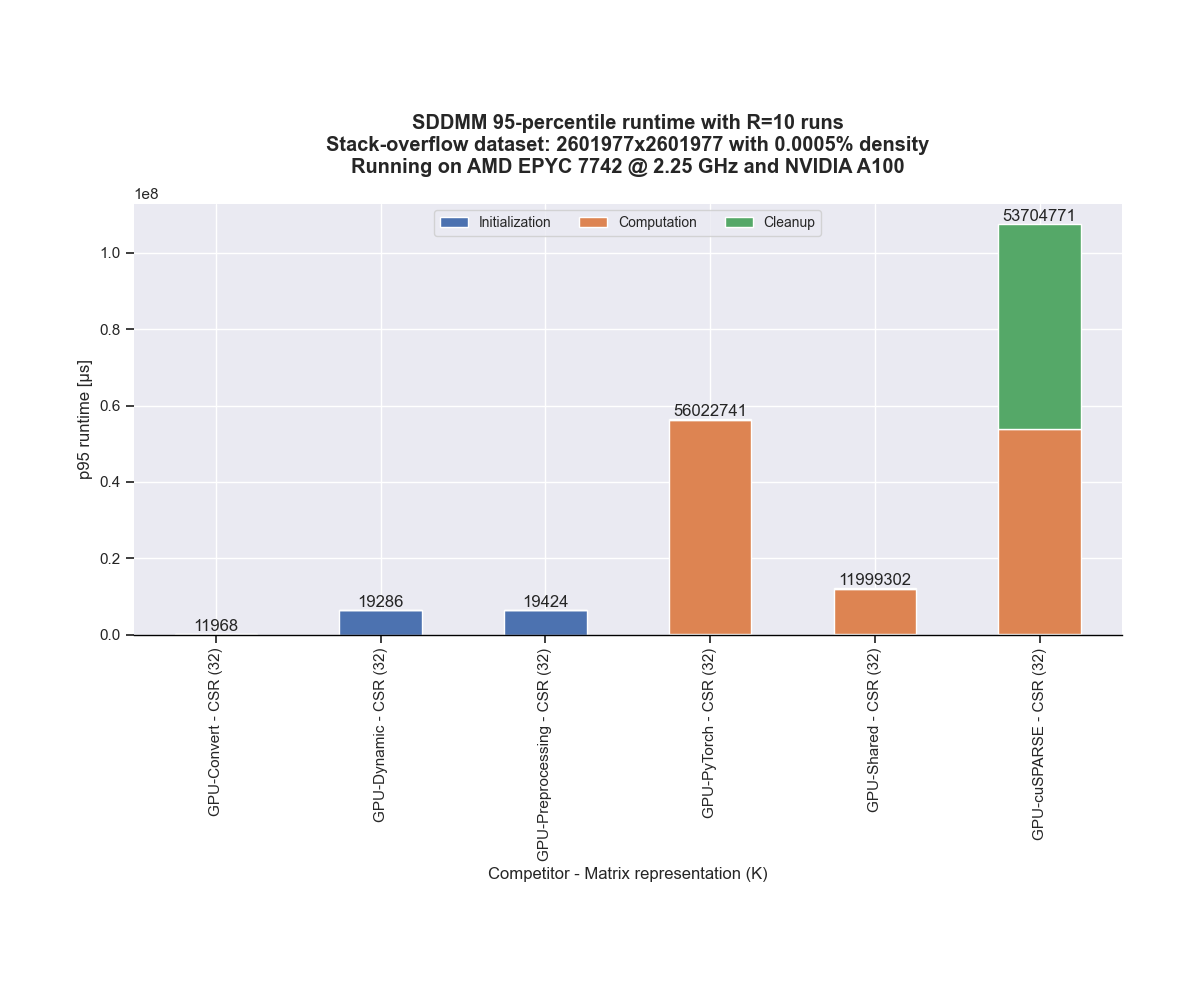 SDDMM 95-percentile runtime with R=10 runs
Stack-overflow dataset: 2601977x2601977 with 0.0005% density
Running on AMD EPYC 7742 @ 2.25 GHz and NVIDIA A100
1e8
Initialization
Computation
Cleanup
53704771
1.0
0.8
0.6
0.4
0.2
0.0
p95 runtime [µs]
56022741
11999302
19286
19424
11968
GPU-Convert - CSR (32)
GPU-Dynamic - CSR (32)
GPU-Preprocessing - CSR (32)
GPU-PyTorch - CSR (32)
GPU-Shared - CSR (32)
GPU-cuSPARSE - CSR (32)
Competitor - Matrix representation (K)